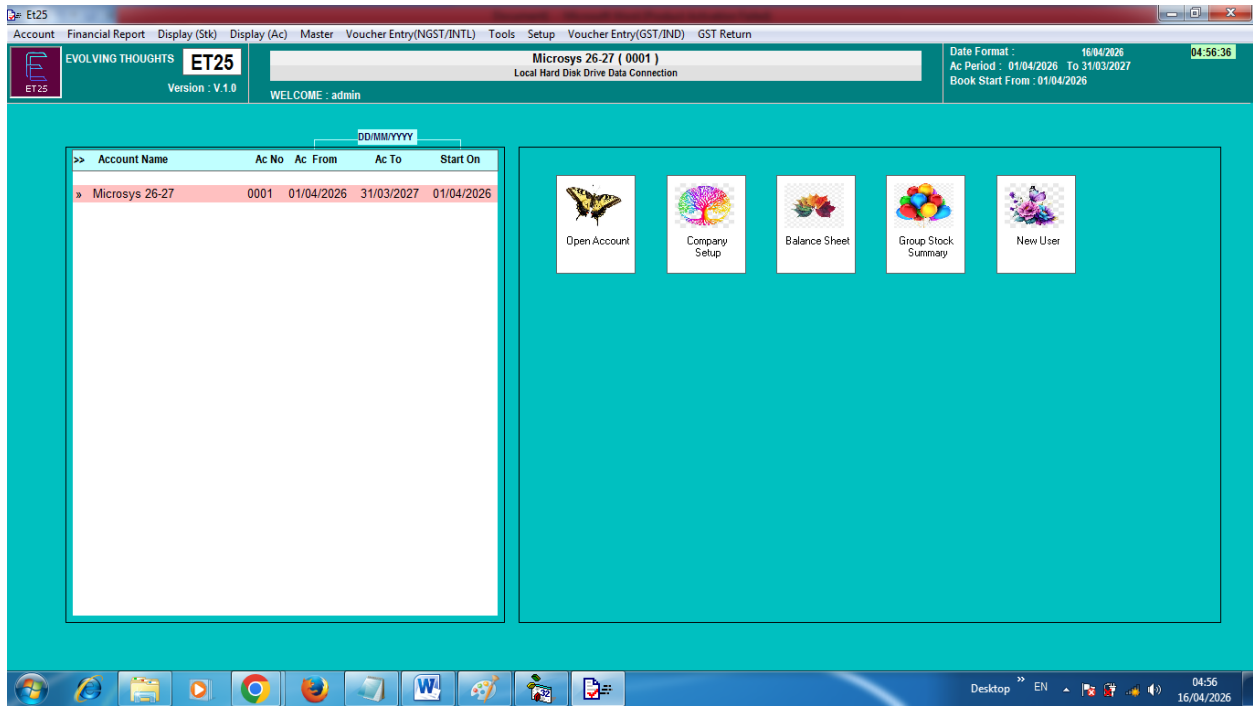 Et25
Account Financial Report Display (Stk) Display (Ac) Master Voucher Entry(NGST/INTL) Tools Setup Voucher Entry(GST/IND) GST Return
EVOLVING THOUGHTS ET25
ET25
Version : V.1.0
Microsys 26-27 ( 0001 )
Local Hard Disk Drive Data Connection
WELCOME : admin
Date Format : 16/04/2026
Ac Period : 01/04/2026 To 31/03/2027
Book Start From : 01/04/2026
04:56:36
DD/MM/YYYY
>> Account Name Ac No Ac From Ac To Start On
» Microsys 26-27 0001 01/04/2026 31/03/2027 01/04/2026
Open Account
Company
Setup
Balance Sheet
Group Stock
Summary
New User
Desktop » EN
04:56
16/04/2026